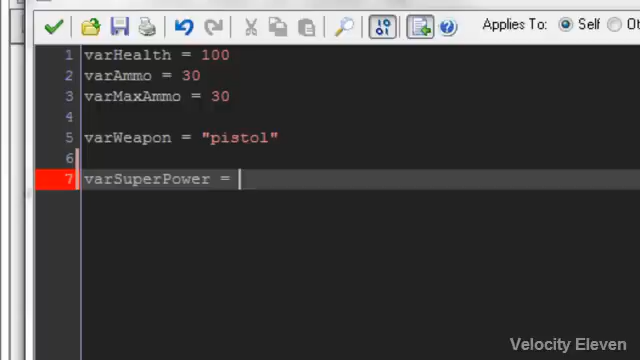 Applies To: Self
1 varHealth = 100
2 varAmmo = 30
3 varMaxAmmo = 30
4
5 varWeapon = "pistol"
6
7 varSuperPower =
Velocity Eleven